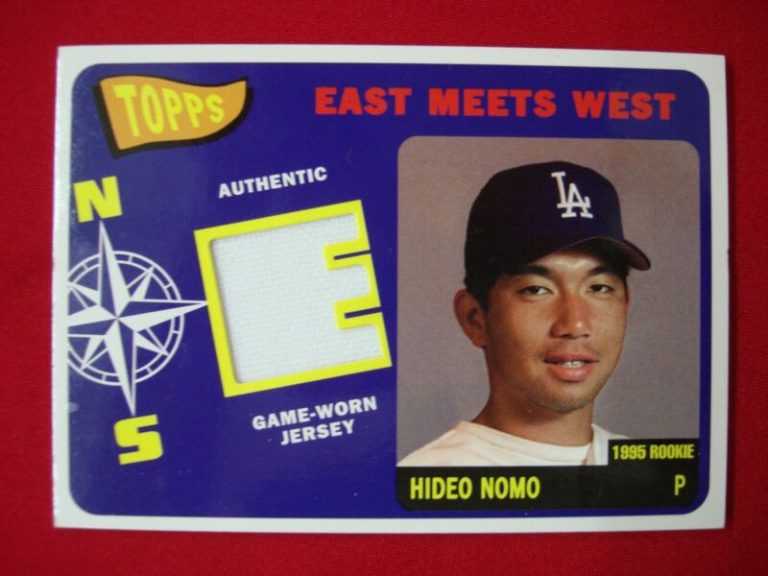 TOPPS
EAST MEETS WEST
AUTHENTIC
N
E
S
GAME-WORN
JERSEY
LA
1995 ROOKIE
HIDEO NOMO
P